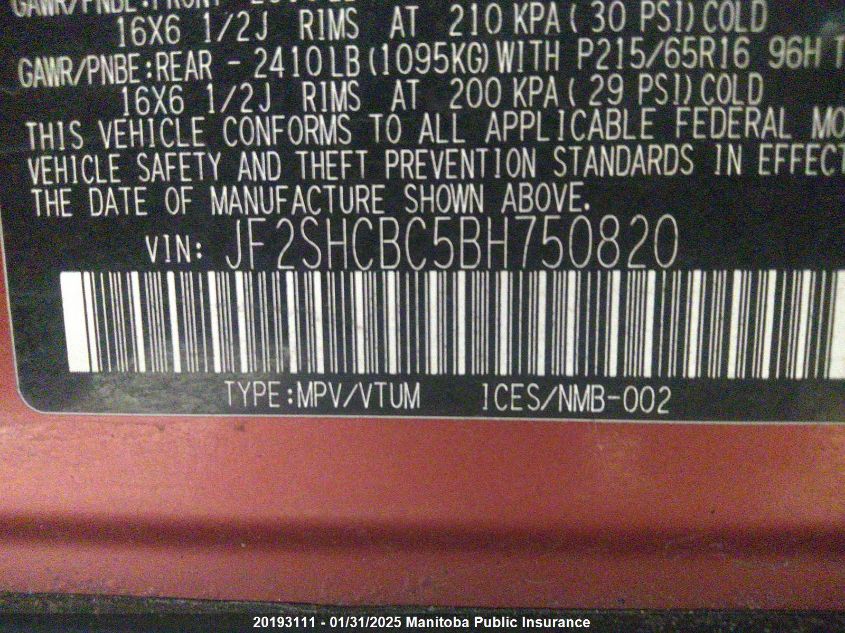 GAWR/PNBE:FRONT -
16X6 1/2J RIMS AT 210 KPA( 30 PSI)COLD
GAWR/PNBE:REAR - 2410LB(1095KG)WITH P215/65R16 96H T
16X6 1/2J RIMS AT 200 KPA( 29 PSI)COLD
THIS VEHICLE CONFORMS TO ALL APPLICABLE FEDERAL MO
VEHICLE SAFETY AND THEFT PREVENTION STANDARDS IN EFFECT
THE DATE OF MANUFACTURE SHOWN ABOVE.
VIN: JF2SHCBC5BH750820
TYPE:MPV/VTUM ICES/NMB-002
20193111 - 01/31/2025 Manitoba Public Insurance